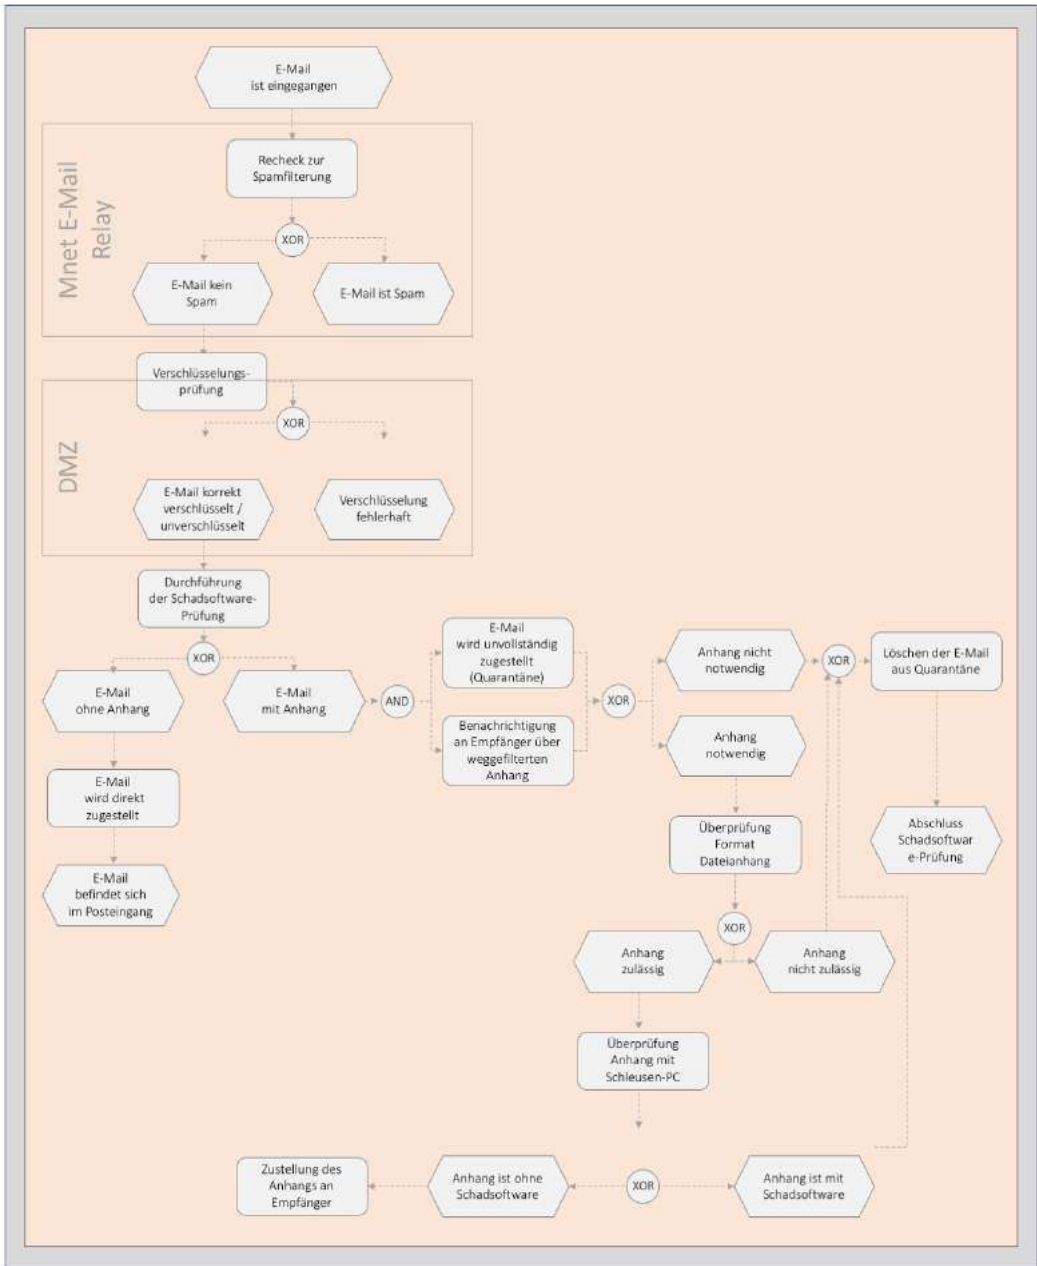 E-Mail
ist eingegangen
Mnet E-Mail
Relay
Recheck zur
Spamfilterung
XOR
E-Mail kein
Spam
E-Mail ist Spam
Verschlüsselungs-
prüfung
DMZ
XOR
E-Mail korrekt
verschlüsselt /
unverschlüsselt
Verschlüsselung
fehlerhaft
Durchführung
der Schadsoftware-
Prüfung
XOR
E-Mail
ohne Anhang
E-Mail
mit Anhang
AND
E-Mail
wird unvollständig
zugestellt
(Quarantäne)
Benachrichtigung
an Empfänger über
weggefilterten
Anhang
XOR
Anhang nicht
notwendig
XOR
Löschen der E-Mail
aus Quarantäne
Anhang
notwendig
E-Mail
wird direkt
zugestellt
Überprüfung
Format
Dateianhang
Abschluss
Schadsoftwar
e-Prüfung
E-Mail
befindet sich
im Posteingang
XOR
Anhang
zulässig
Anhang
nicht zulässig
Überprüfung
Anhang mit
Schleusen-PC
Zustellung des
Anhangs an
Empfänger
Anhang ist ohne
Schadsoftware
XOR
Anhang ist mit
Schadsoftware